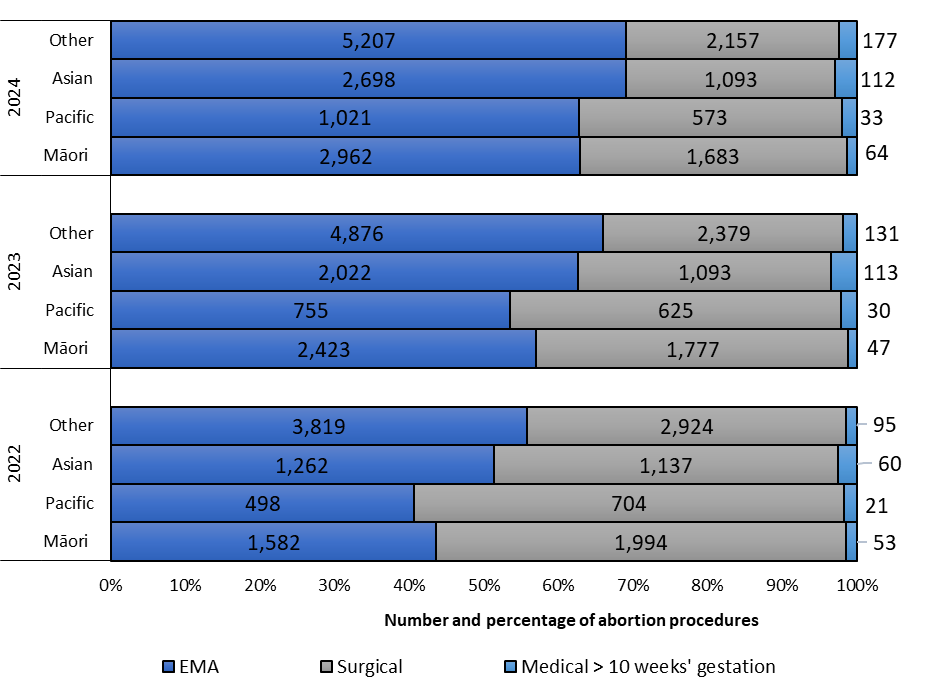 2024
Other 5,207 2,157 177
Asian 2,698 1,093 112
Pacific 1,021 573 33
Māori 2,962 1,683 64
2023
Other 4,876 2,379 131
Asian 2,022 1,093 113
Pacific 755 625 30
Māori 2,423 1,777 47
2022
Other 3,819 2,924 95
Asian 1,262 1,137 60
Pacific 498 704 21
Māori 1,582 1,994 53
0% 10% 20% 30% 40% 50% 60% 70% 80% 90% 100%
Number and percentage of abortion procedures
EMA Surgical Medical > 10 weeks' gestation